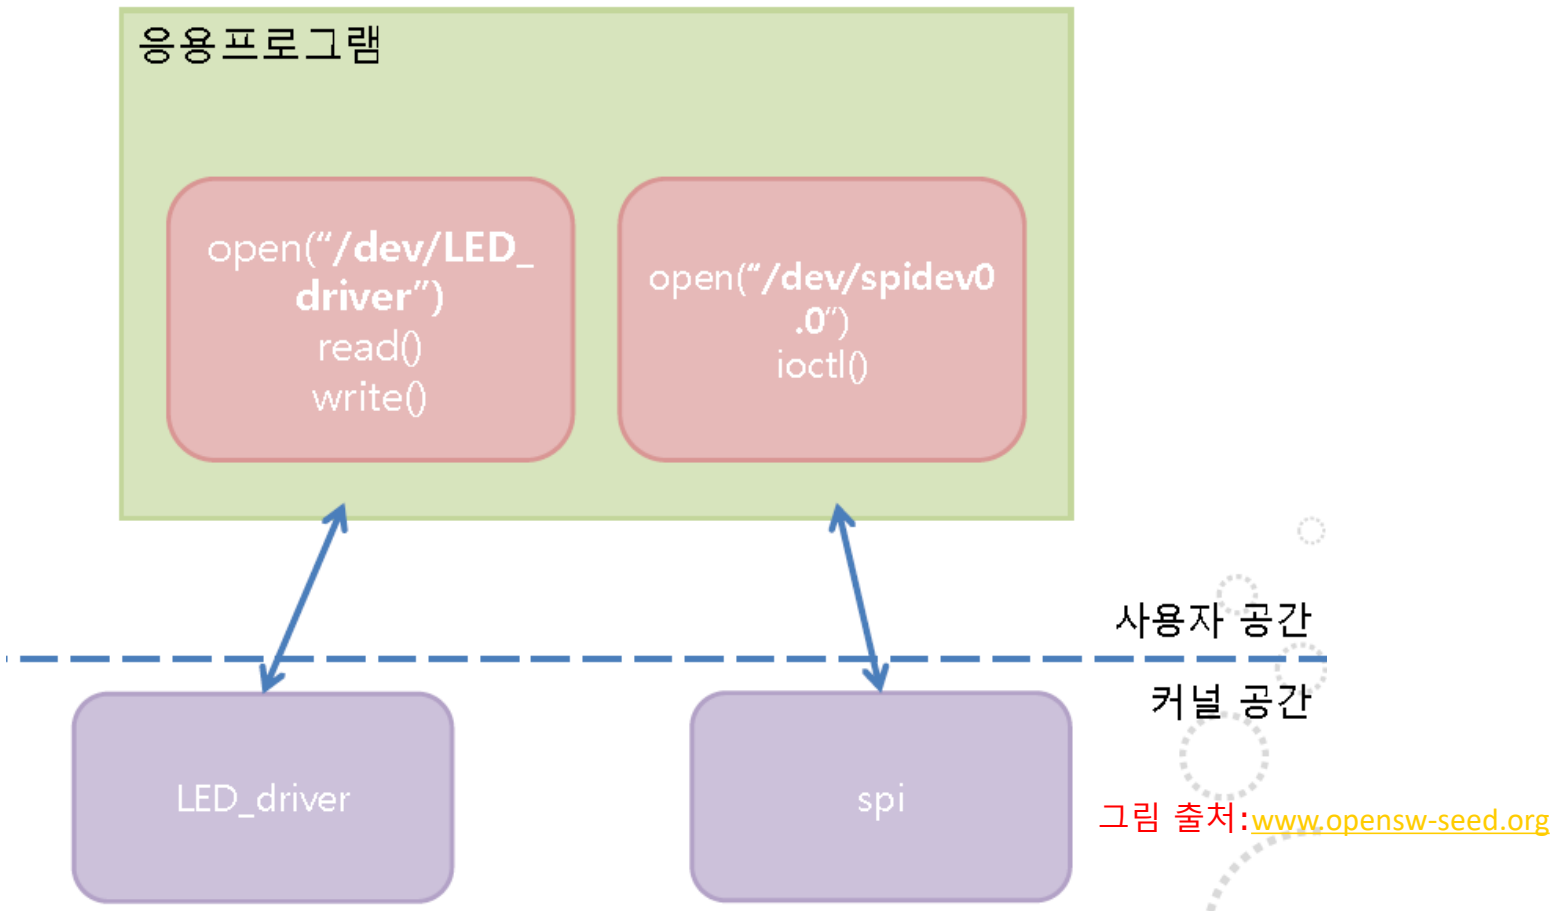 응용프로그램
open(“/dev/LED_
driver”)
read()
write()
open(“/dev/spidev0
.0“)
ioctl()
사용자 공간
커널 공간
LED_driver
spi
그림 출처:www.opensw-seed.org